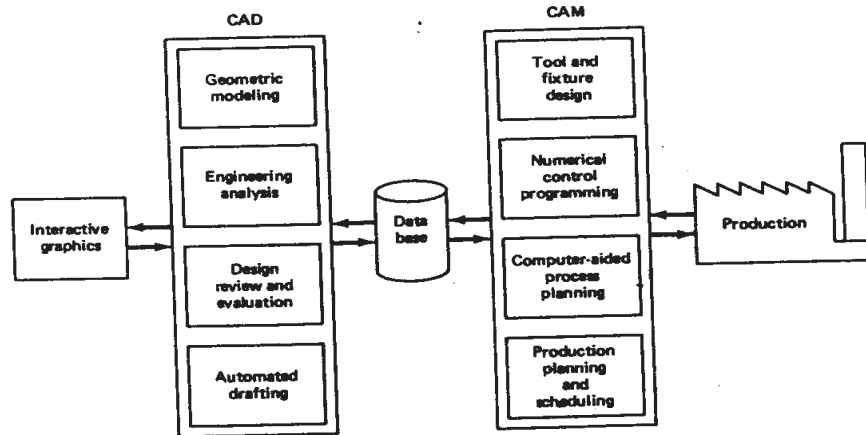 CAD
CAM
Geometric
modeling
Engineering
analysis
Design
review and
evaluation
Automated
drafting
Interactive
graphics
Data
base
Tool and
fixture
design
Numerical
control
programming
Computer-aided
process
planning
Production
planning
and
scheduling
Production